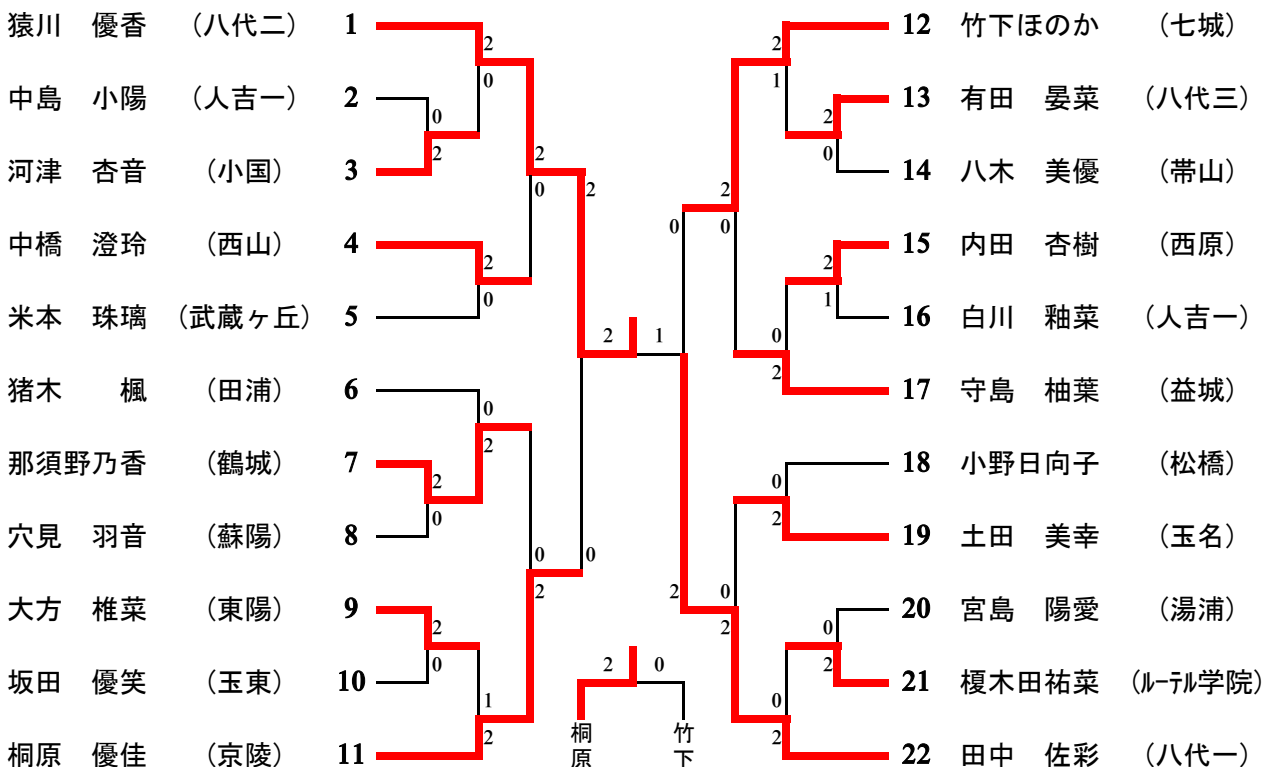 猿川 優香 (八代二) 1
中島 小陽 (人吉一) 2
河津 杏音 (小国) 3
中橋 澄玲 (西山) 4
米本 珠璃 (武蔵ヶ丘) 5
猪木 楓 (田浦) 6
那須野乃香 (鶴城) 7
穴見 羽音 (蘇陽) 8
大方 椎菜 (東陽) 9
坂田 優笑 (玉東) 10
桐原 優佳 (京陵) 11
2
0
0
2
2
0
2
0
0
2
2
0
2
0
1
2
2
0
0
2
2
0
2 1
2 0
桐原
竹下
0
2
2
0
0
2
2
1
2
0
2
1
0
2
0
2
0
2
0
2
12 竹下ほのか (七城)
13 有田 晏菜 (八代三)
14 八木 美優 (帯山)
15 内田 杏樹 (西原)
16 白川 釉菜 (人吉一)
17 守島 柚葉 (益城)
18 小野日向子 (松橋)
19 土田 美幸 (玉名)
20 宮島 陽愛 (湯浦)
21 榎木田祐菜 (ルーテル学院)
22 田中 佐彩 (八代一)